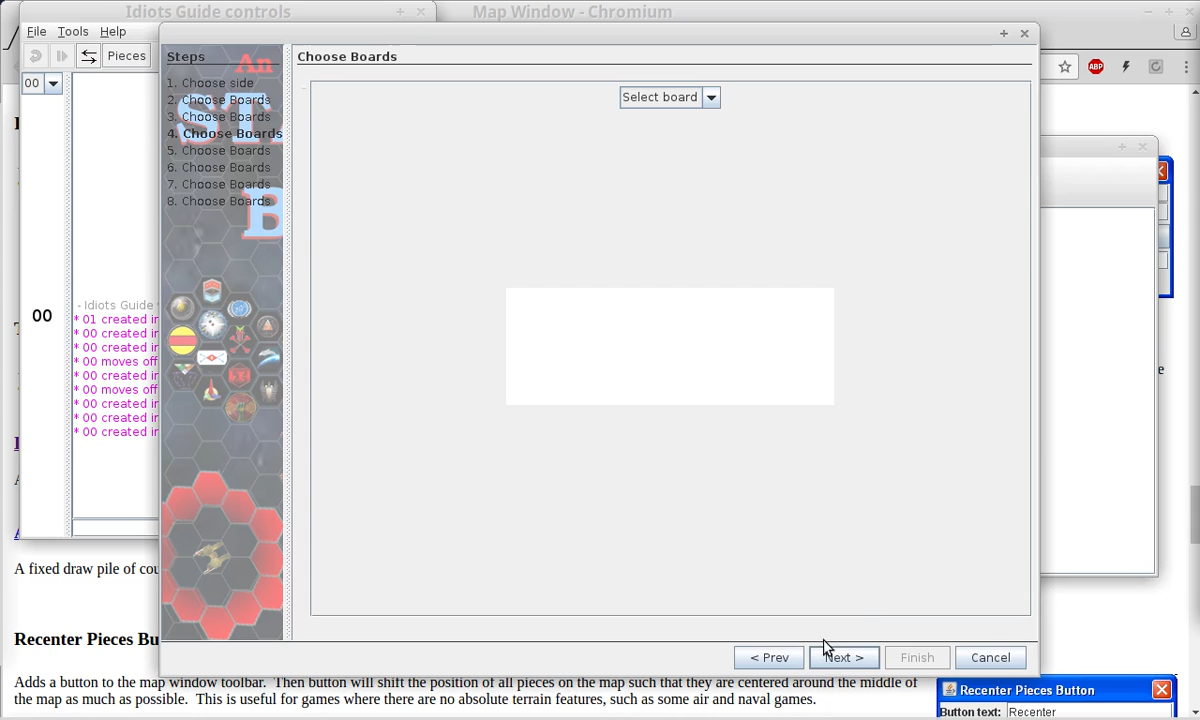 Idiots Guide controls
Map Window - Chromium
File Tools Help
Pieces
00
00
- Idiots Guide
* 01 created in
* 00 created in
* 00 created in
* 00 moves off
* 00 created in
* 00 moves off
* 00 created in
* 00 created in
* 00 created in
Steps
An
ST
B
1. Choose side
2. Choose Boards
3. Choose Boards
4. Choose Boards
5. Choose Boards
6. Choose Boards
7. Choose Boards
8. Choose Boards
Choose Boards
Select board
< Prev
Next >
Finish
Cancel
ABP
e
A fixed draw pile of cou
Recenter Pieces Bu
Adds a button to the map window toolbar. Then button will shift the position of all pieces on the map such that they are centered around the middle of
the map as much as possible. This is useful for games where there are no absolute terrain features, such as some air and naval games.
Recenter Pieces Button
Button text: Recenter